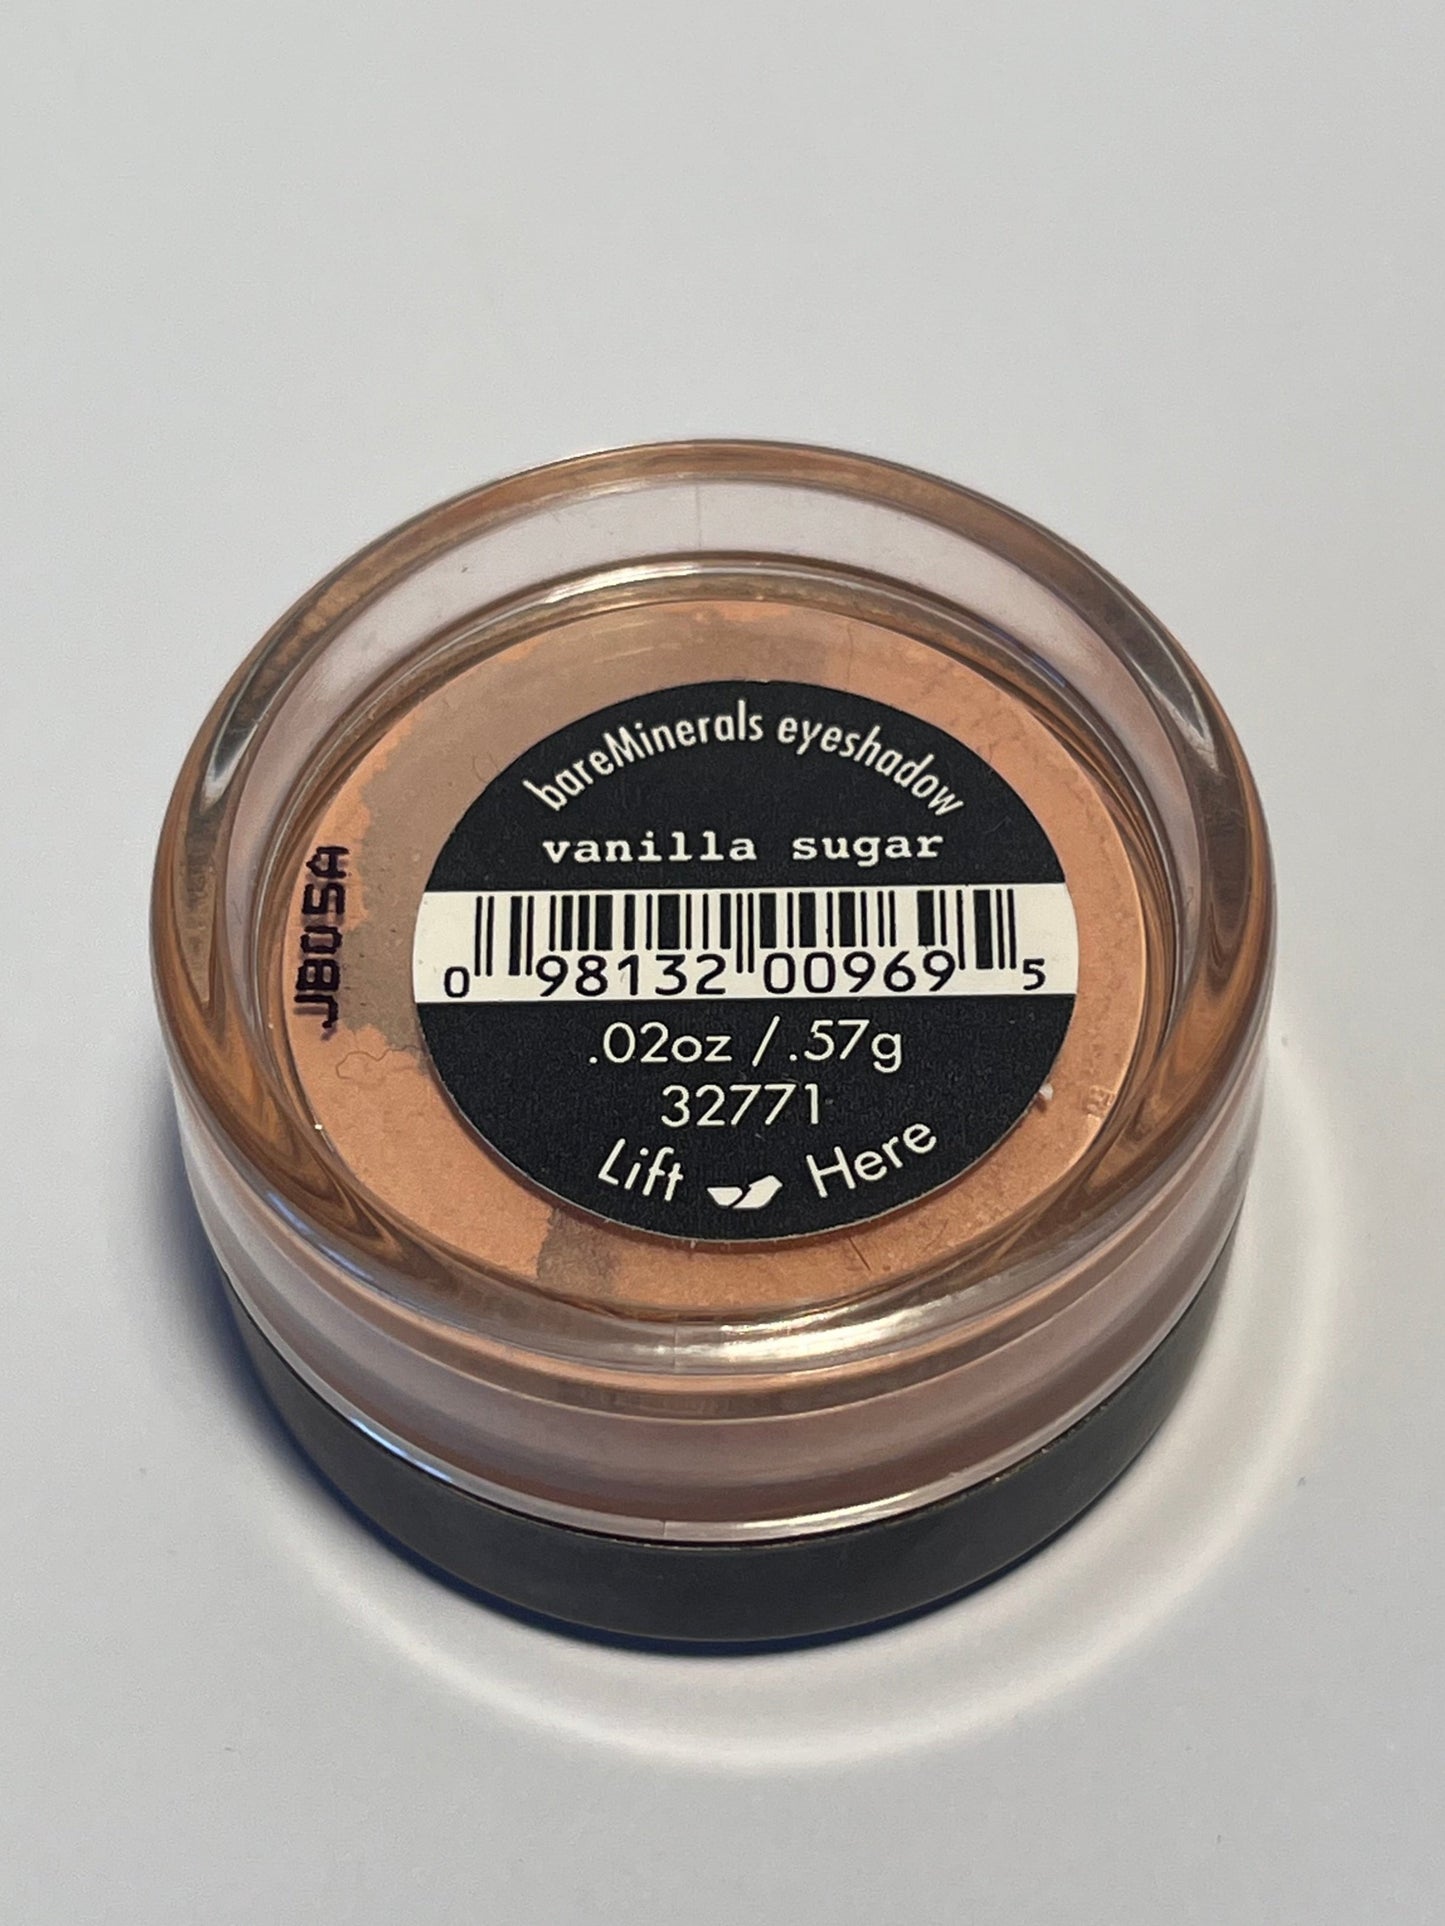 bareMinerals eyeshadow
vanilla sugar
0 98132 00969 5
.02oz / .57g
32771
Lift Here
JB05A